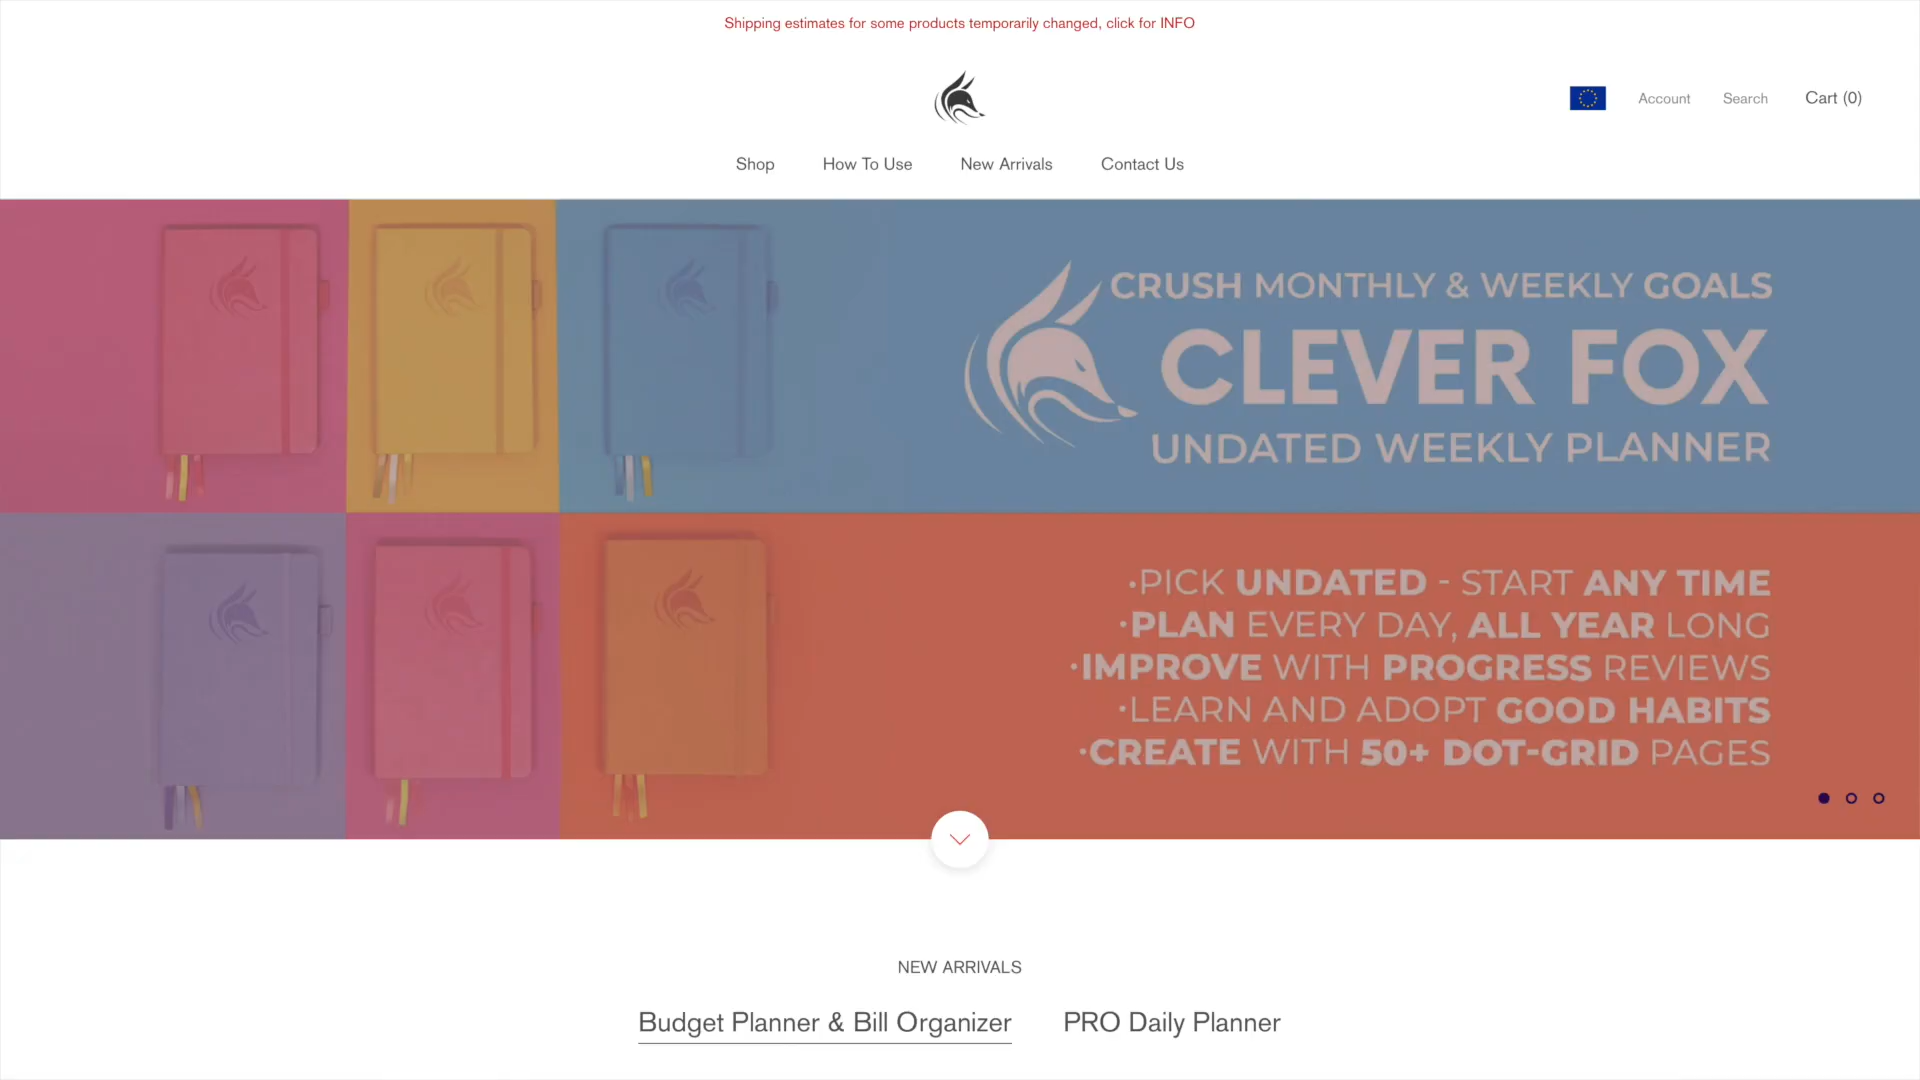 Shipping estimates for some products temporarily changed, click for INFO
Account
Search
Cart (0)
Shop
How To Use
New Arrivals
Contact Us
CRUSH MONTHLY & WEEKLY GOALS
CLEVER FOX
UNDATED WEEKLY PLANNER
•PICK UNDATED - START ANY TIME
•PLAN EVERY DAY, ALL YEAR LONG
•IMPROVE WITH PROGRESS REVIEWS
•LEARN AND ADOPT GOOD HABITS
•CREATE WITH 50+ DOT-GRID PAGES
NEW ARRIVALS
Budget Planner & Bill Organizer
PRO Daily Planner